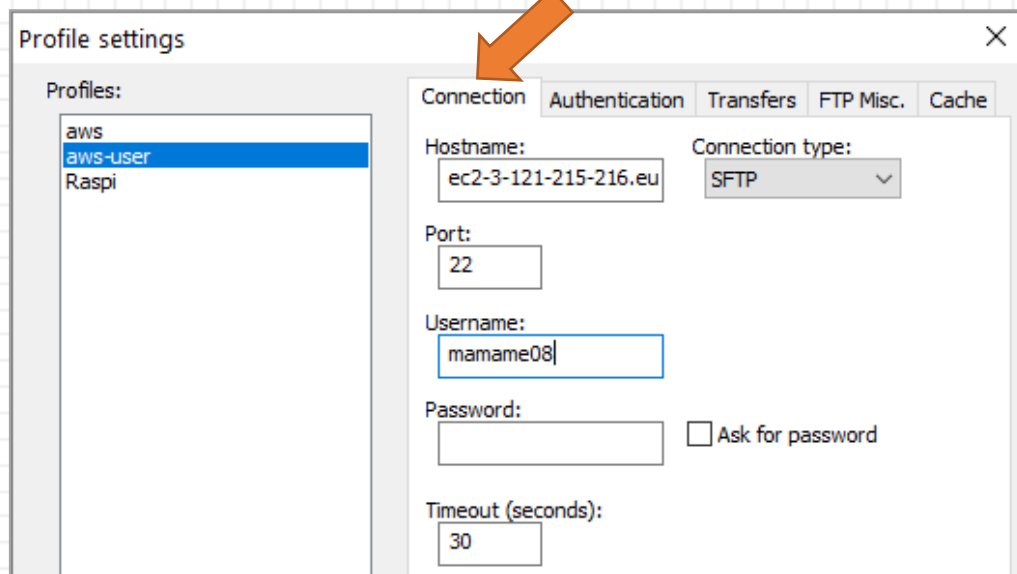 Profile settings
Profiles:
aws
aws-user
Raspi
Connection Authentication Transfers FTP Misc. Cache
Hostname: Connection type:
ec2-3-121-215-216.eu SFTP
Port:
22
Username:
mamame08
Password:
Ask for password
Timeout (seconds):
30